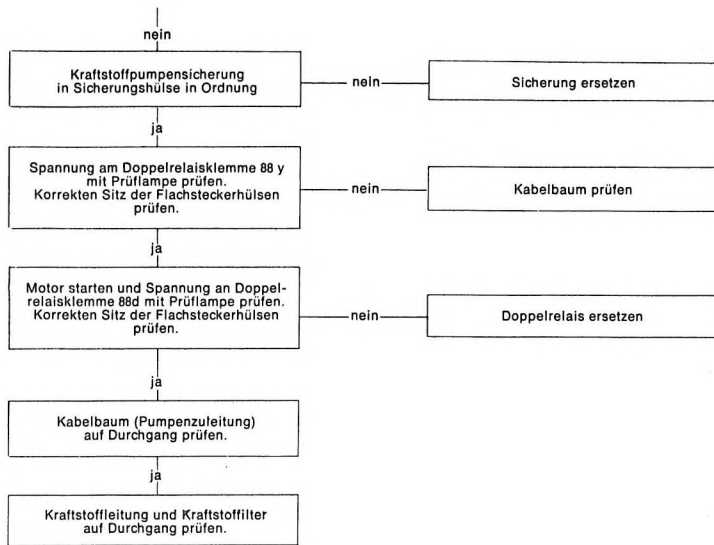 nein
Kraftstoffpumpensicherung
in Sicherungshülse in Ordnung
nein
Sicherung ersetzen
ja
Spannung am Doppelrelaisklemme 88 y
mit Prüflampe prüfen.
Korrekten Sitz der Flachsteckerhülsen
prüfen.
nein
Kabelbaum prüfen
ja
Motor starten und Spannung an Doppel-
relaisklemme 88d mit Prüflampe prüfen.
Korrekten Sitz der Flachsteckerhülsen
prüfen.
nein
Doppelrelais ersetzen
ja
Kabelbaum (Pumpenzuleitung)
auf Durchgang prüfen.
ja
Kraftstoffleitung und Kraftstoffilter
auf Durchgang prüfen.